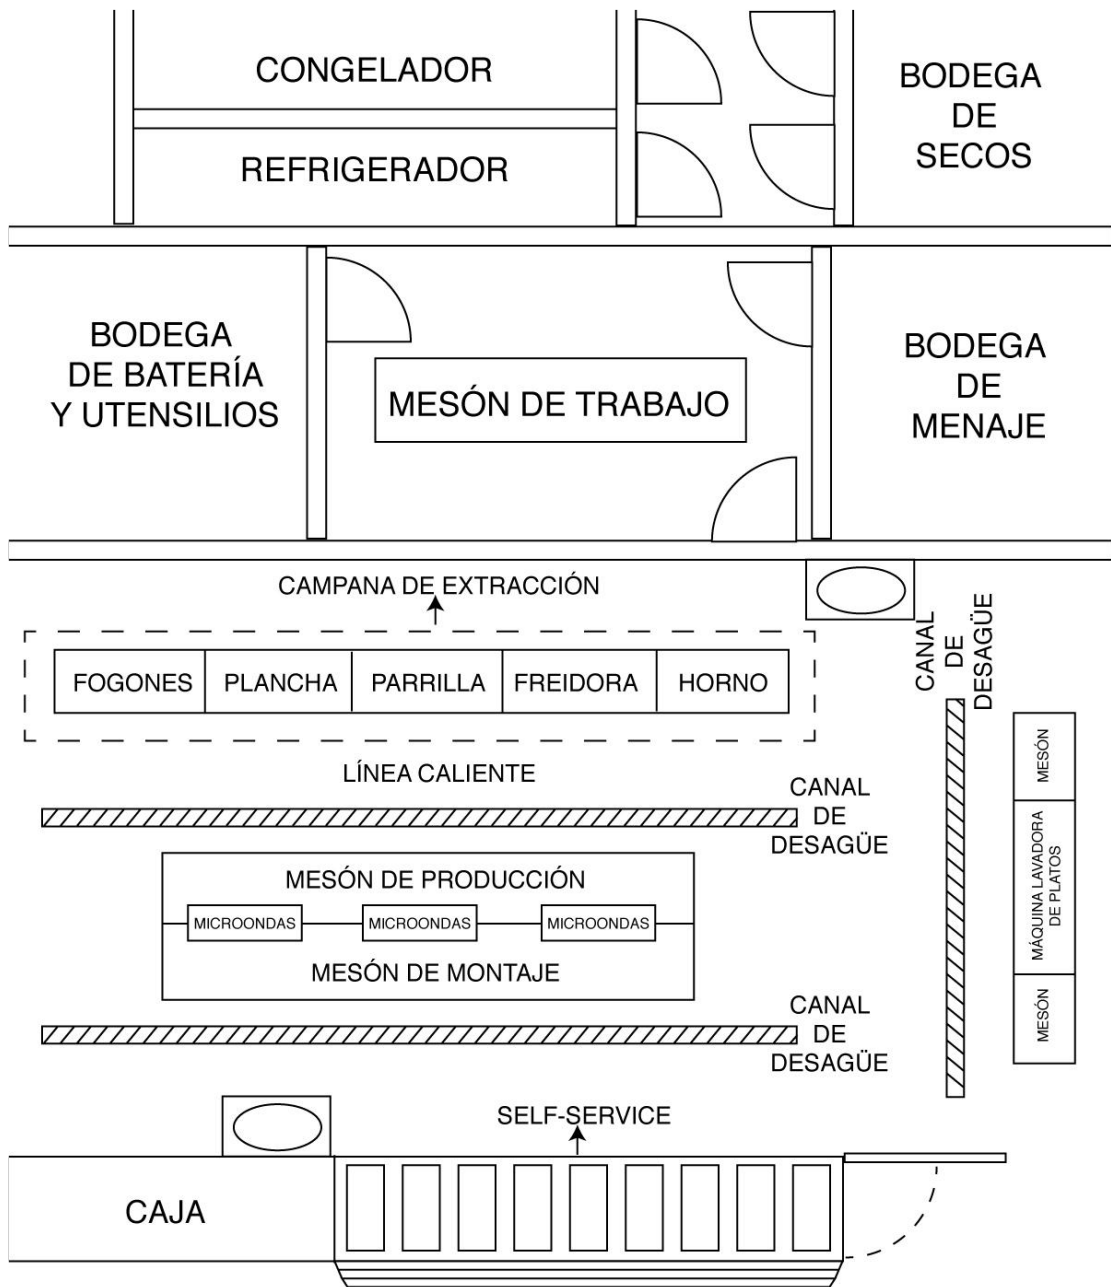 CONGELADOR
REFRIGERADOR
BODEGA
DE
SECOS
BODEGA
DE BATERÍA
Y UTENSILIOS
MESÓN DE TRABAJO
BODEGA
DE
MENAJE
CAMPANA DE EXTRACCIÓN
FOGONES
PLANCHA
PARRILLA
FREIDORA
HORNO
LÍNEA CALIENTE
CANAL
DE
DESAGÜE
CANAL
DE
DESAGÜE
MESÓN
MÁQUINA LAVADORA
DE PLATOS
MESÓN
MESÓN DE PRODUCCIÓN
MICROONDAS
MICROONDAS
MICROONDAS
MESÓN DE MONTAJE
CANAL
DE
DESAGÜE
SELF-SERVICE
CAJA